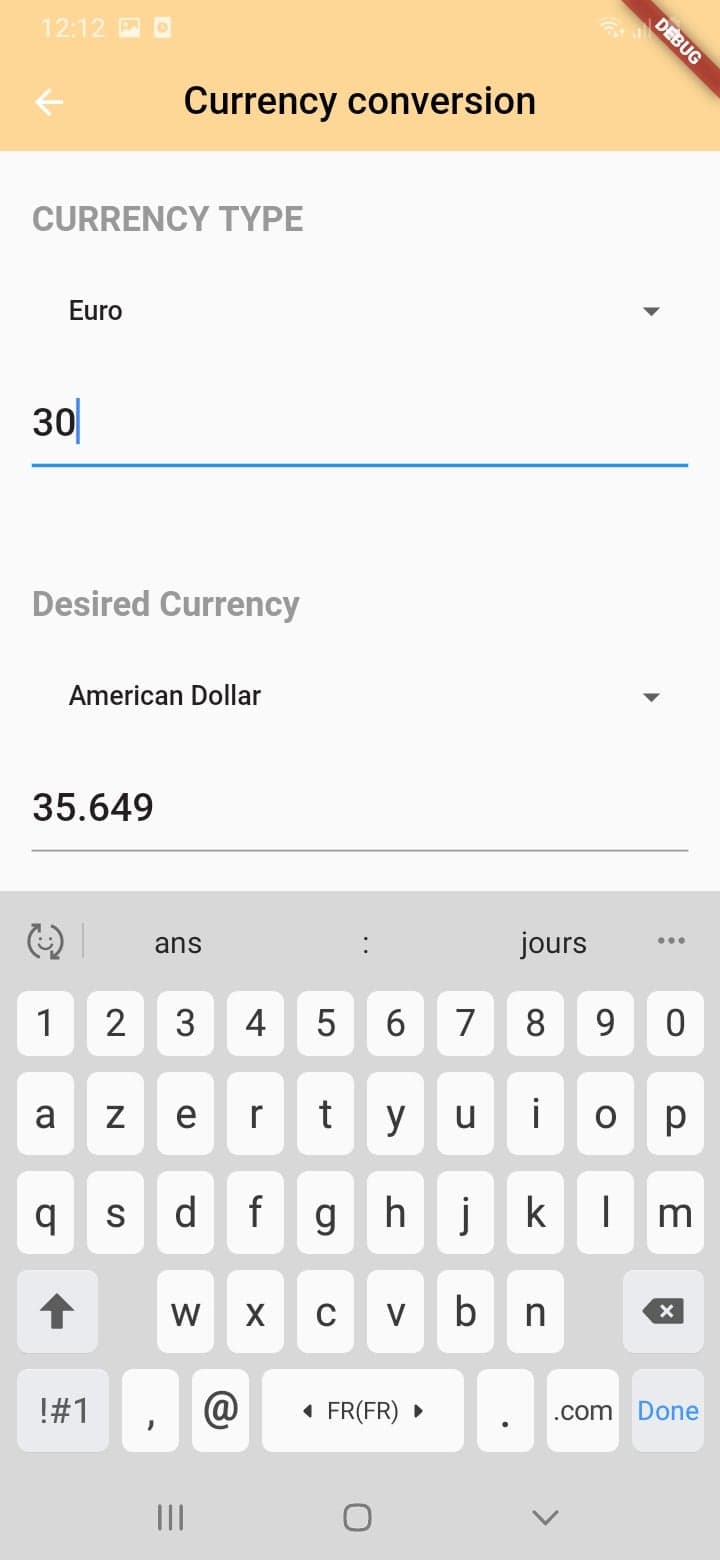 12:12
DEBUG
Currency conversion
CURRENCY TYPE
Euro
30
Desired Currency
American Dollar
35.649
ans : jours
1 2 3 4 5 6 7 8 9 0
a z e r t y u i o p
q s d f g h j k l m
w x c v b n
!#1 , @ FR(FR) . .com Done